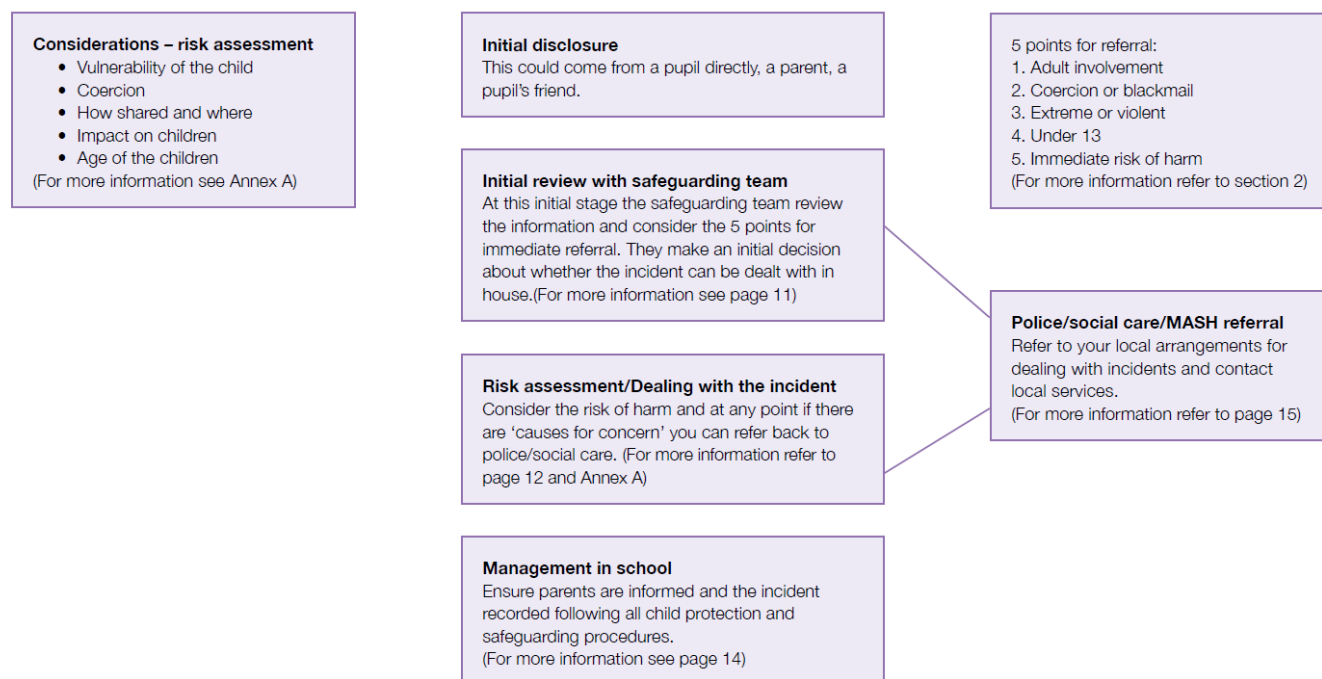 Considerations – risk assessment
• Vulnerability of the child
• Coercion
• How shared and where
• Impact on children
• Age of the children
(For more information see Annex A)
Initial disclosure
This could come from a pupil directly, a parent, a
pupil's friend.
5 points for referral:
1. Adult involvement
2. Coercion or blackmail
3. Extreme or violent
4. Under 13
5. Immediate risk of harm
(For more information refer to section 2)
Initial review with safeguarding team
At this initial stage the safeguarding team review
the information and consider the 5 points for
immediate referral. They make an initial decision
about whether the incident can be dealt with in
house.(For more information see page 11)
Police/social care/MASH referral
Refer to your local arrangements for
dealing with incidents and contact
local services.
(For more information refer to page 15)
Risk assessment/Dealing with the incident
Consider the risk of harm and at any point if there
are 'causes for concern' you can refer back to
police/social care. (For more information refer to
page 12 and Annex A)
Management in school
Ensure parents are informed and the incident
recorded following all child protection and
safeguarding procedures.
(For more information see page 14)